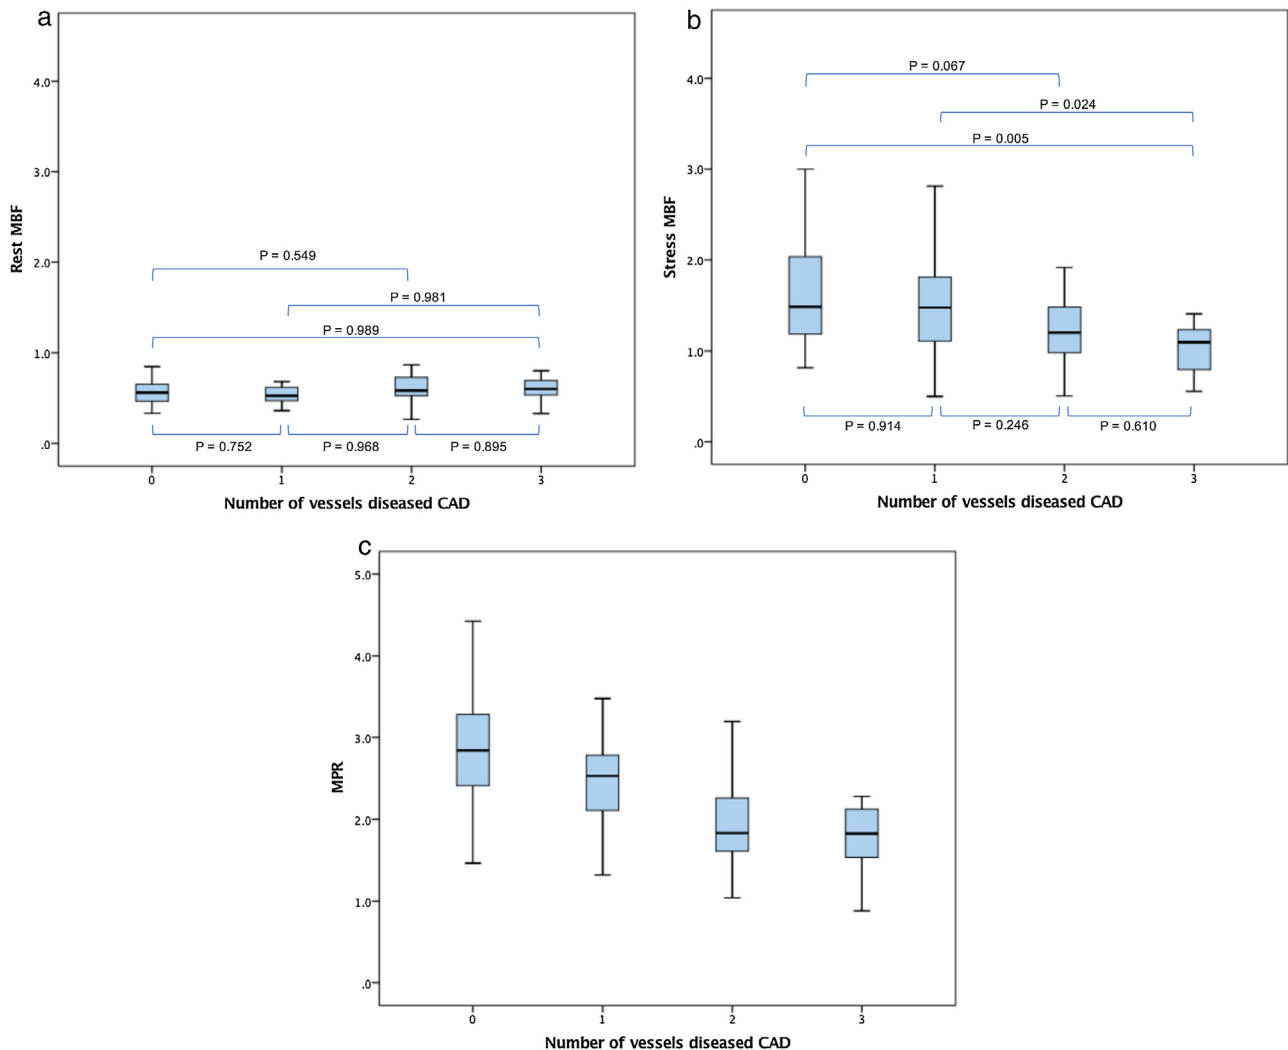 a
4.0
3.0
2.0
1.0
.0
Rest MBF
P = 0.549
P = 0.981
P = 0.989
P = 0.752
P = 0.968
P = 0.895
0
1
2
3
Number of vessels diseased CAD
b
4.0
3.0
2.0
1.0
.0
Stress MBF
P = 0.067
P = 0.024
P = 0.005
P = 0.914
P = 0.246
P = 0.610
0
1
2
3
Number of vessels diseased CAD
c
5.0
4.0
3.0
2.0
1.0
.0
MPR
0
1
2
3
Number of vessels diseased CAD